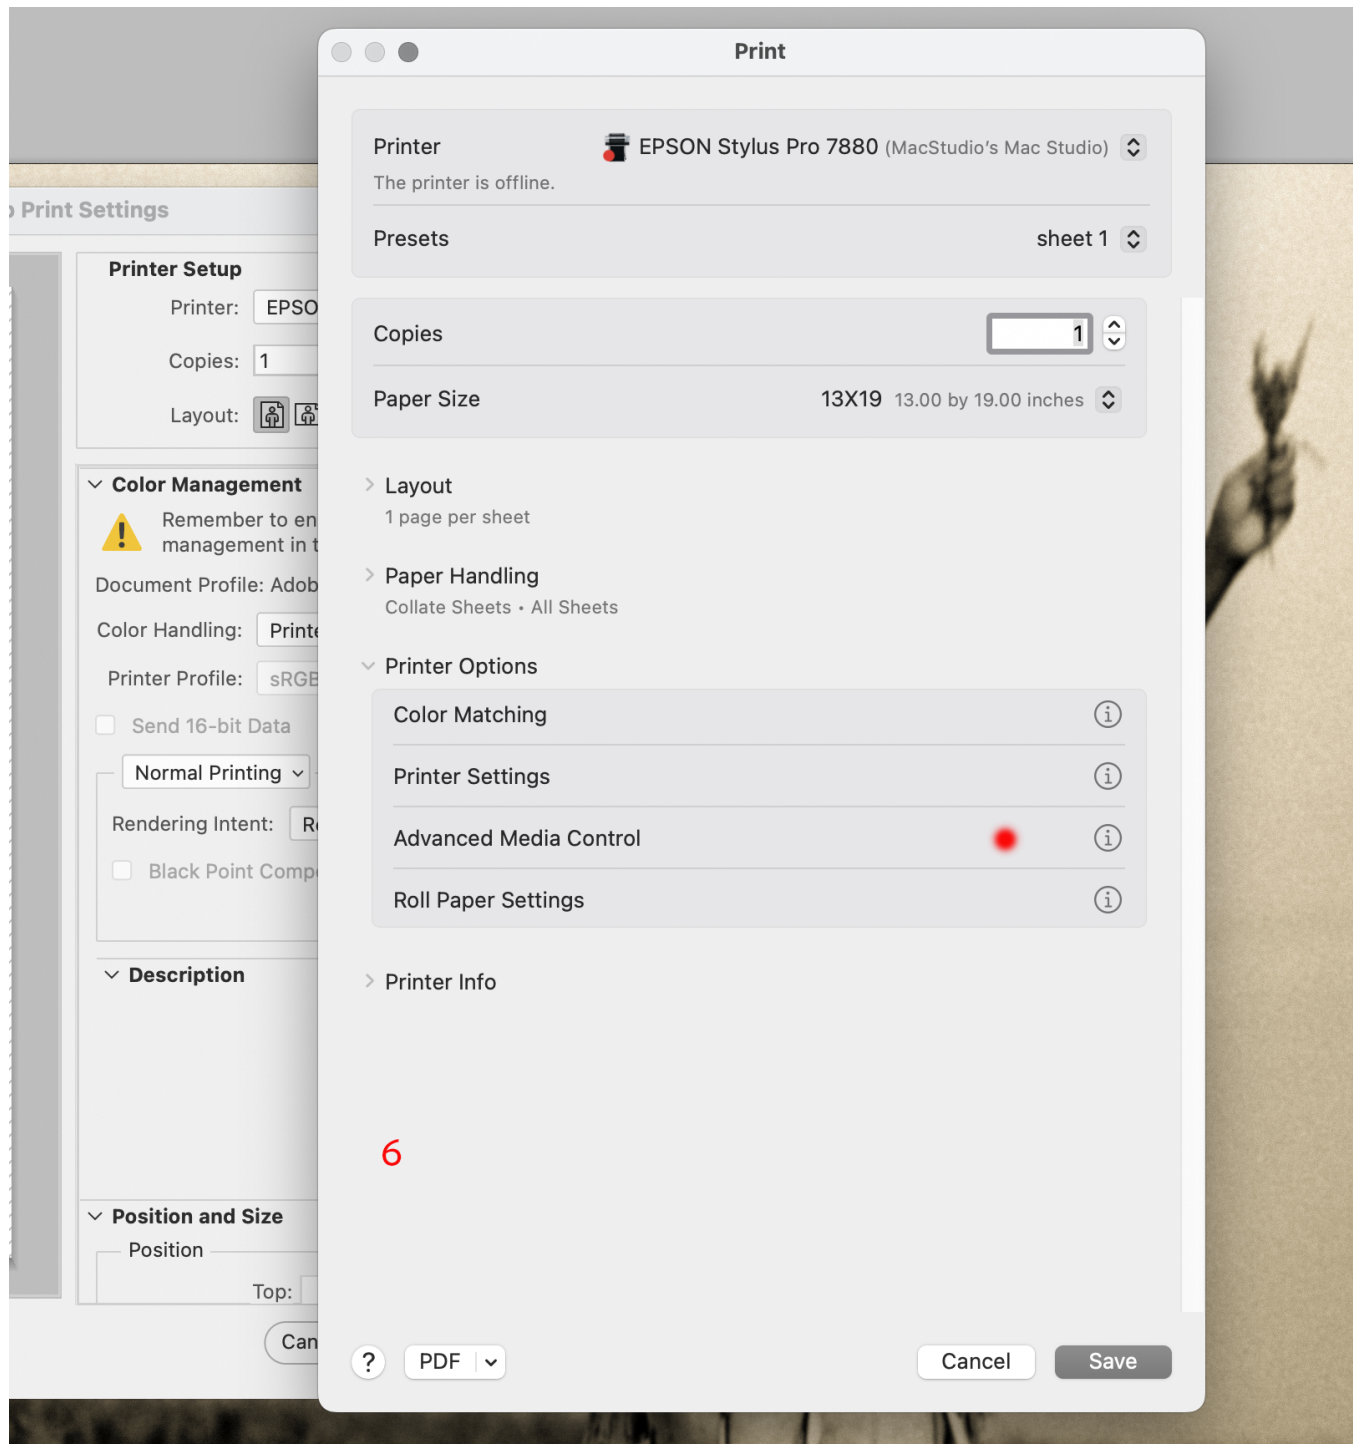 Print
Printer
EPSON Stylus Pro 7880 (MacStudio’s Mac Studio)
The printer is offline.
Presets
sheet 1
Copies
1
Paper Size
13X19 13.00 by 19.00 inches
Layout
1 page per sheet
Paper Handling
Collate Sheets • All Sheets
Printer Options
Color Matching
Printer Settings
Advanced Media Control
Roll Paper Settings
Printer Info
6
?
PDF
Cancel
Save
Print Settings
Printer Setup
Printer: EPSO
Copies: 1
Layout:
Color Management
Remember to en
management in t
Document Profile: Adob
Color Handling: Printe
Printer Profile: sRGB
Send 16-bit Data
Normal Printing
Rendering Intent: Re
Black Point Compe
Description
Position and Size
Position
Top:
Can